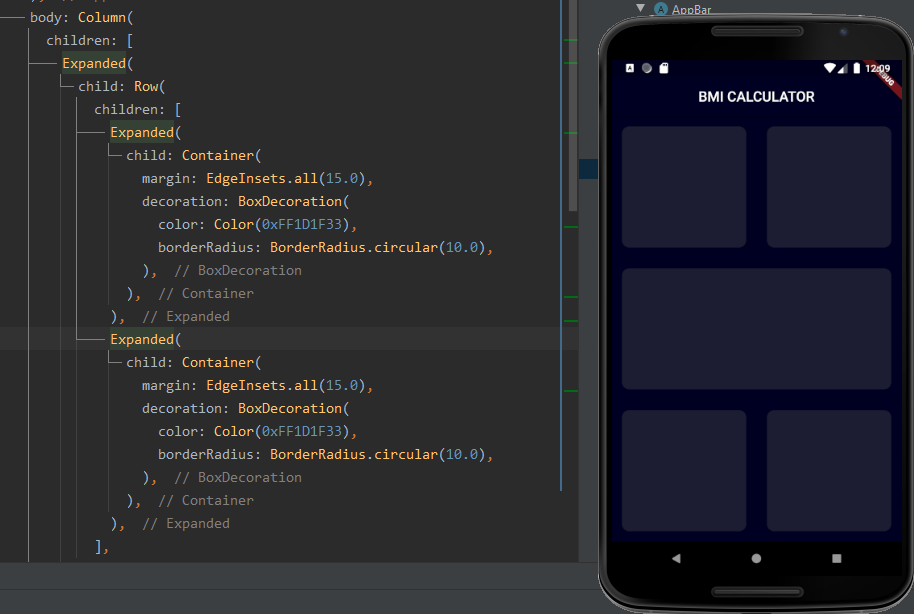 body: Column(
children: [
Expanded(
child: Row(
children: [
Expanded(
child: Container(
margin: EdgeInsets.all(15.0),
decoration: BoxDecoration(
color: Color(0xFF1D1F33),
borderRadius: BorderRadius.circular(10.0),
), // BoxDecoration
), // Container
), // Expanded
Expanded(
child: Container(
margin: EdgeInsets.all(15.0),
decoration: BoxDecoration(
color: Color(0xFF1D1F33),
borderRadius: BorderRadius.circular(10.0),
), // BoxDecoration
), // Container
), // Expanded
],
A AppBar
A 12:09
DEBUG
BMI CALCULATOR